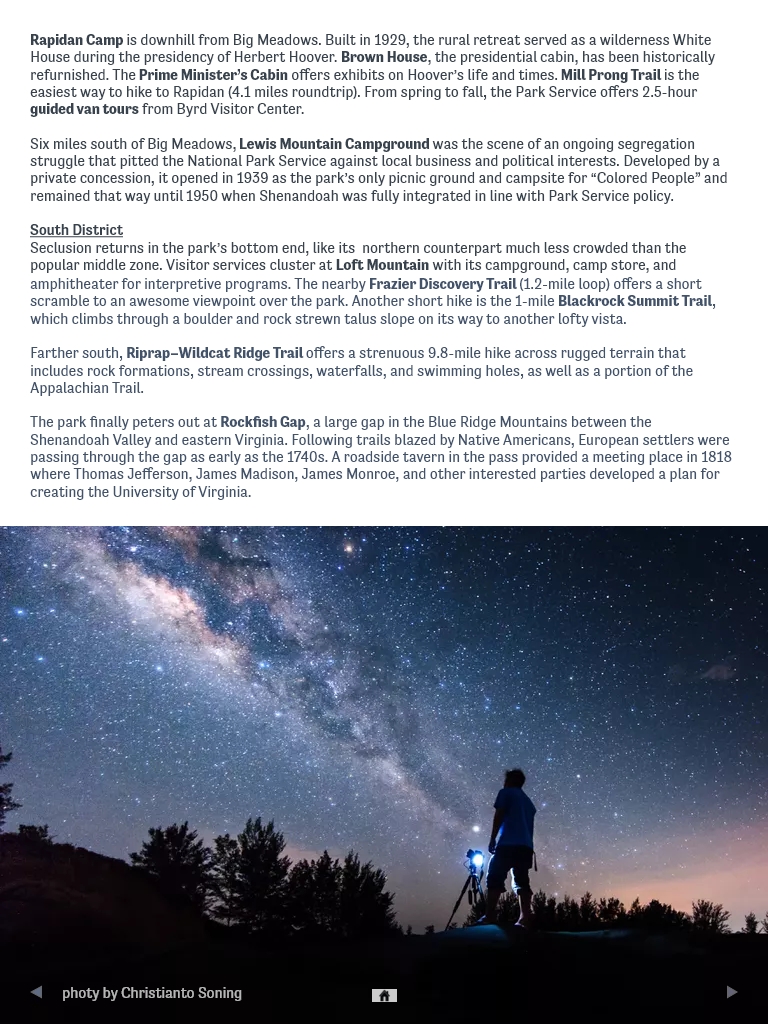 Rapidan Camp is downhill from Big Meadows. Built in 1929, the rural retreat served as a wilderness White
House during the presidency of Herbert Hoover. Brown House, the presidential cabin, has been historically
refurnished. The Prime Minister's Cabin offers exhibits on Hoover's life and times. Mill Prong Trail is the
easiest way to hike to Rapidan (4.1 miles roundtrip). From spring to fall, the Park Service offers 2.5-hour
guided van tours from Byrd Visitor Center.
Six miles south of Big Meadows, Lewis Mountain Campground was the scene of an ongoing segregation
struggle that pitted the National Park Service against local business and political interests. Developed by a
private concession, it opened in 1939 as the park's only picnic ground and campsite for “Colored People” and
remained that way until 1950 when Shenandoah was fully integrated in line with Park Service policy.
South District
Seclusion returns in the park's bottom end, like its northern counterpart much less crowded than the
popular middle zone. Visitor services cluster at Loft Mountain with its campground, camp store, and
amphitheater for interpretive programs. The nearby Frazier Discovery Trail (1.2-mile loop) offers a short
scramble to an awesome viewpoint over the park. Another short hike is the 1-mile Blackrock Summit Trail,
which climbs through a boulder and rock strewn talus slope on its way to another lofty vista.
Farther south, Riprap–Wildcat Ridge Trail offers a strenuous 9.8-mile hike across rugged terrain that
includes rock formations, stream crossings, waterfalls, and swimming holes, as well as a portion of the
Appalachian Trail.
The park finally peters out at Rockfish Gap, a large gap in the Blue Ridge Mountains between the
Shenandoah Valley and eastern Virginia. Following trails blazed by Native Americans, European settlers were
passing through the gap as early as the 1740s. A roadside tavern in the pass provided a meeting place in 1818
where Thomas Jefferson, James Madison, James Monroe, and other interested parties developed a plan for
creating the University of Virginia.
photy by Christianto Soning